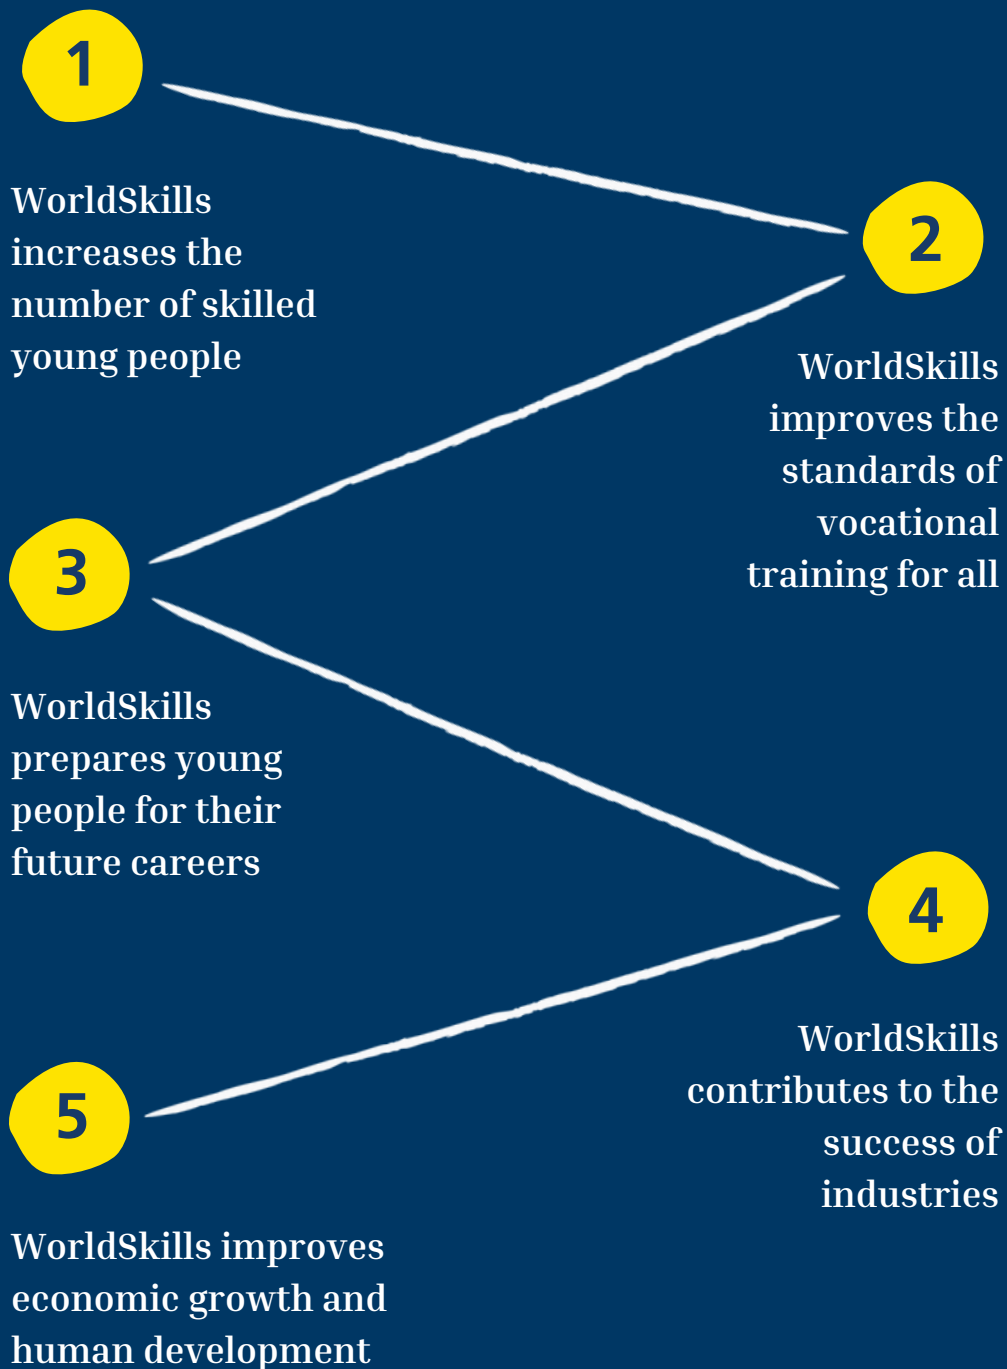 1
WorldSkills
increases the
number of skilled
young people
2
WorldSkills
improves the
standards of
vocational
training for all
3
WorldSkills
prepares young
people for their
future careers
4
WorldSkills
contributes to the
success of
industries
5
WorldSkills improves
economic growth and
human development